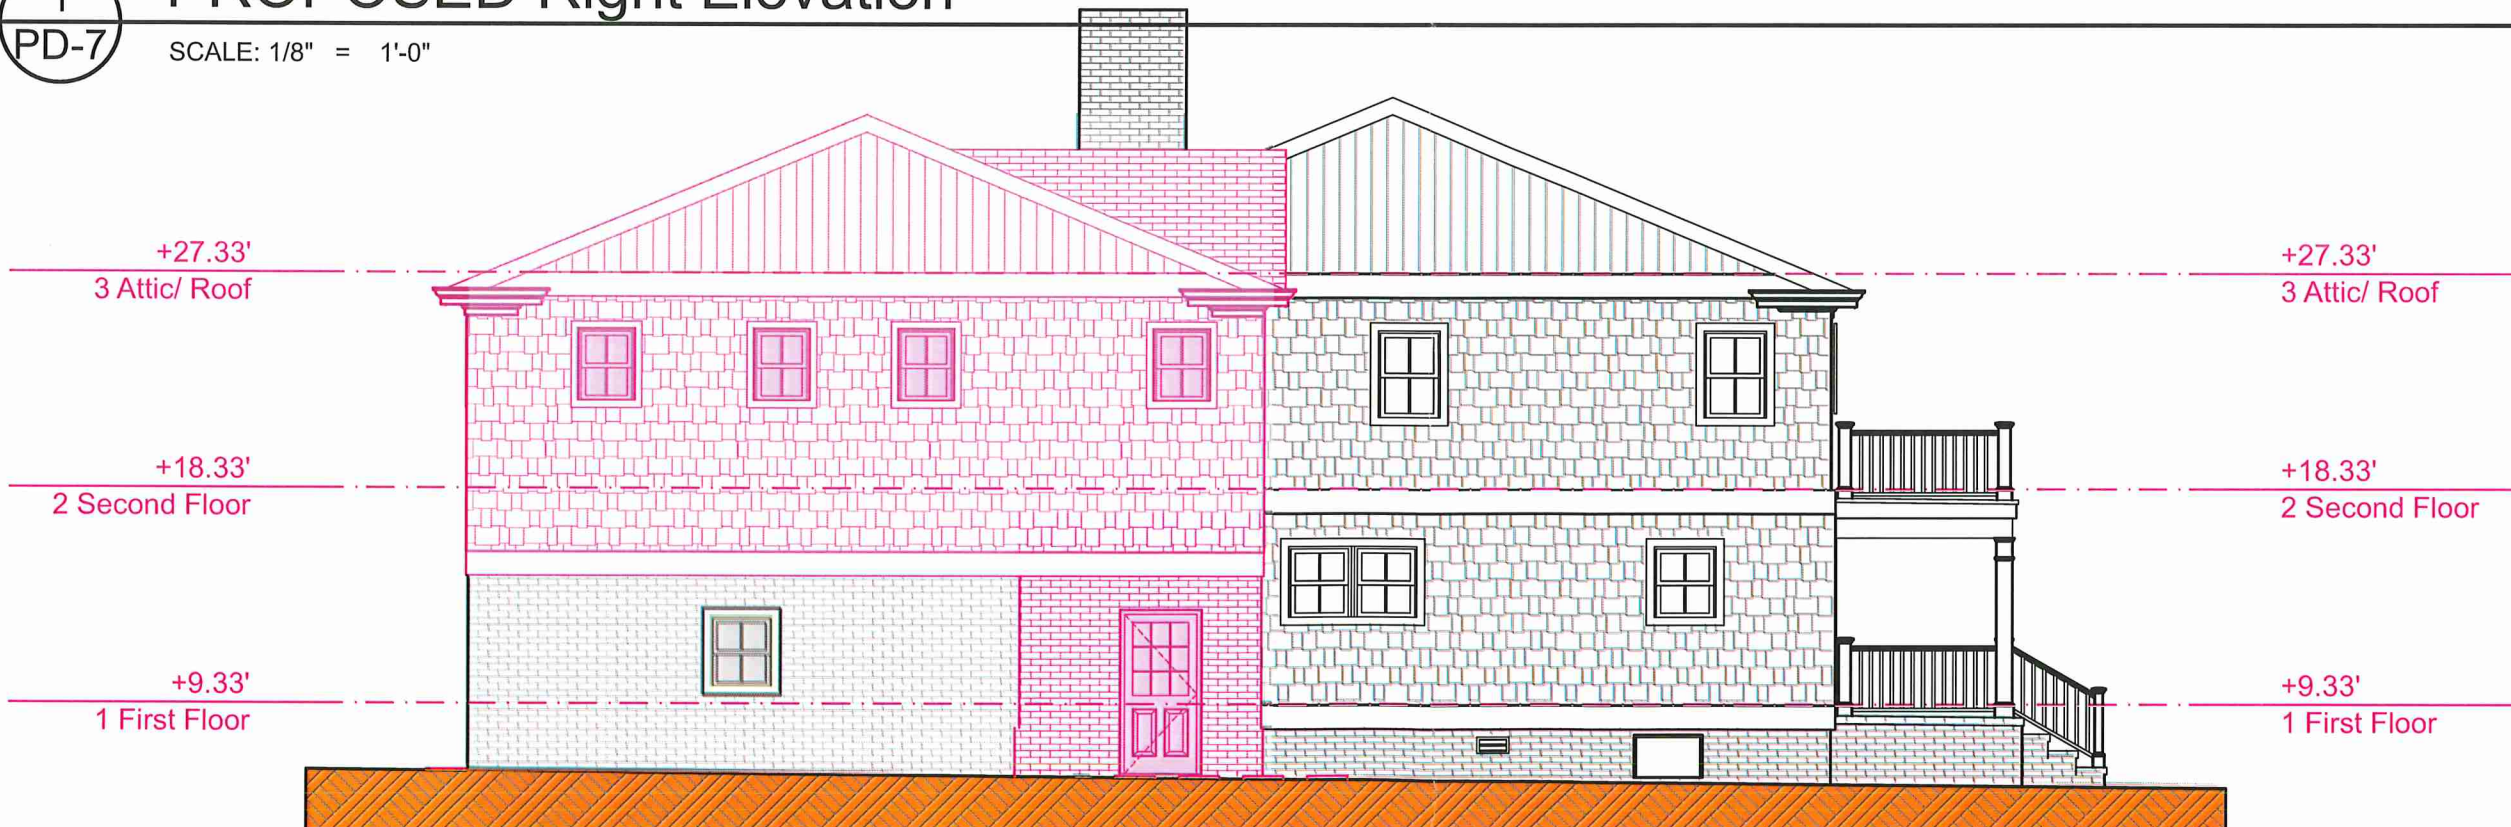 PROPOSED Right Elevation
PD-7
SCALE: 1/8" = 1'-0"
+27.33'
3 Attic/ Roof
+27.33'
3 Attic/ Roof
+18.33'
2 Second Floor
+18.33'
2 Second Floor
+9.33'
1 First Floor
+9.33'
1 First Floor